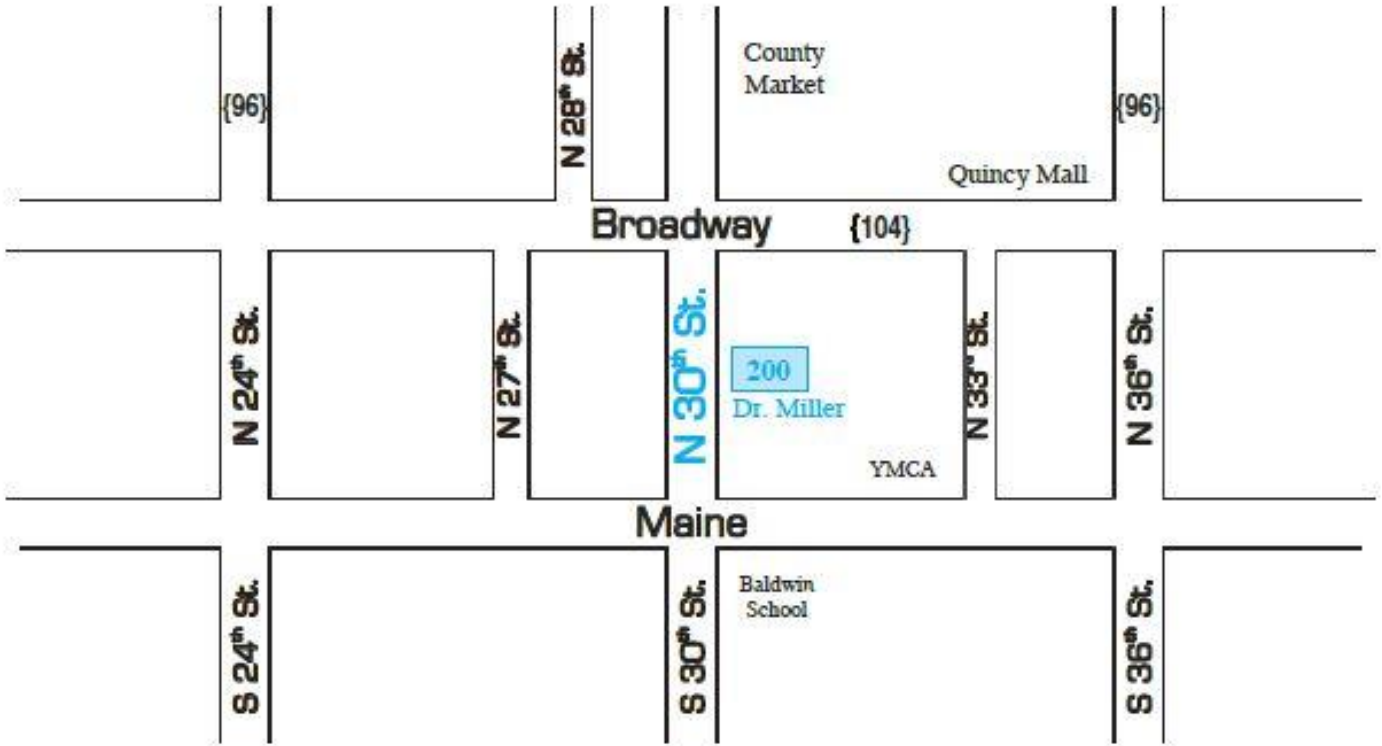 County
Market
{96}
N 28th St.
{96}
Quincy Mall
Broadway {104}
N 24th St.
N 27th St.
N 30th St.
200
Dr. Miller
N 33rd St.
N 36th St.
YMCA
Maine
S 24th St.
S 30th St.
Baldwin
School
S 36th St.